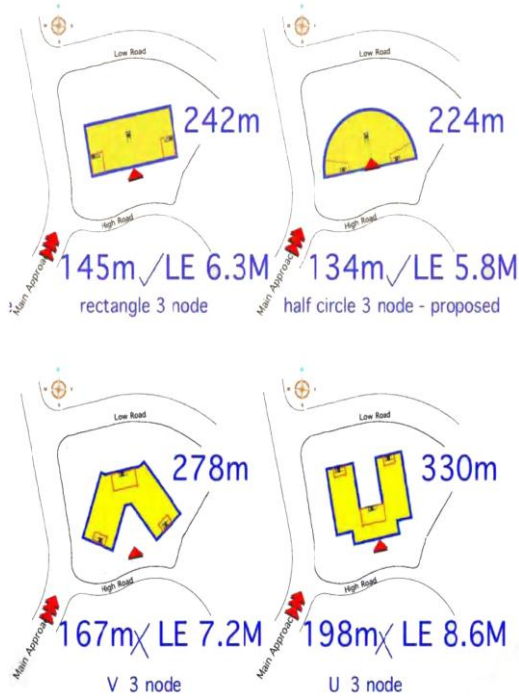 Low Road
242m
High Road
Main Approach
145m ✓ LE 6.3M
rectangle 3 node
Low Road
224m
High Road
Main Approach
134m ✓ LE 5.8M
half circle 3 node - proposed
Low Road
278m
High Road
Main Approach
167m X LE 7.2M
V 3 node
Low Road
330m
High Road
Main Approach
198m X LE 8.6M
U 3 node